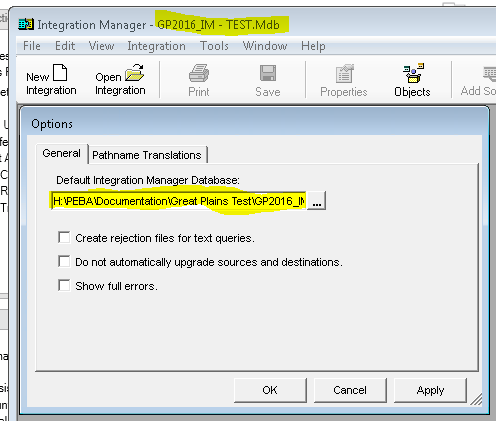 Integration Manager - GP2016_IM - TEST.Mdb
File Edit View Integration Tools Window Help
New Integration Open Integration Print Save Properties Objects Add So
Options
General Pathname Translations
Default Integration Manager Database:
H:\PEBA\Documentation\Great Plains Test\GP2016_IM ...
Create rejection files for text queries.
Do not automatically upgrade sources and destinations.
Show full errors.
OK Cancel Apply